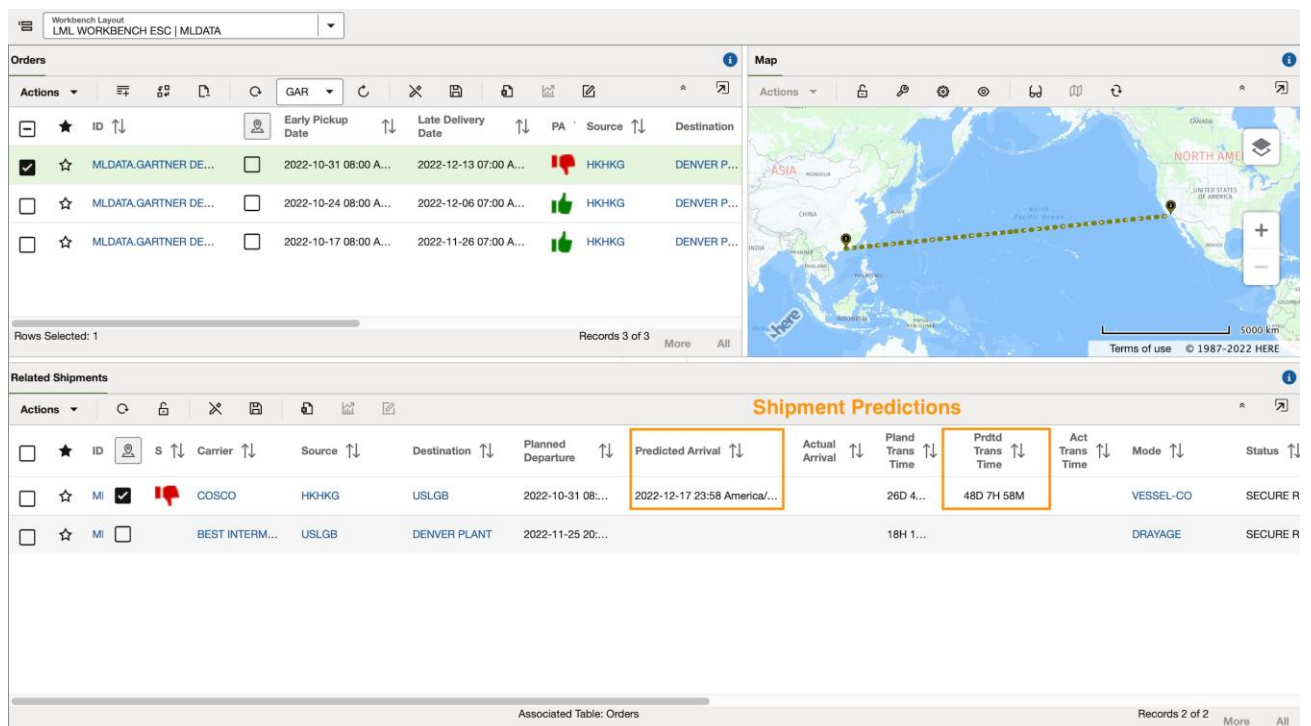 Workbench Layout
LML WORKBENCH ESC | MLDATA
Orders
Actions
GAR
ID
Early Pickup Date
Late Delivery Date
PA
Source
Destination
MLDATA.GARTNER DE...
2022-10-31 08:00 A...
2022-12-13 07:00 A...
HKHKG
DENVER P...
MLDATA.GARTNER DE...
2022-10-24 08:00 A...
2022-12-06 07:00 A...
HKHKG
DENVER P...
MLDATA.GARTNER DE...
2022-10-17 08:00 A...
2022-11-26 07:00 A...
HKHKG
DENVER P...
Rows Selected: 1
Records 3 of 3
More
All
Map
Actions
CANADA
NORTH AME
ASIA
MONGOLIA
UNITED STATES
OF AMERICA
CHINA
North
Pacific Ocean
MEXICO
INDIA
THAILAND
INDONESIA
here
5000 km
Terms of use © 1987-2022 HERE
Related Shipments
Actions
Shipment Predictions
ID
S
Carrier
Source
Destination
Planned Departure
Predicted Arrival
Actual Arrival
Pland Trans Time
Prdtd Trans Time
Act Trans Time
Mode
Status
MI
COSCO
HKHKG
USLGB
2022-10-31 08:...
2022-12-17 23:58 America/...
26D 4...
48D 7H 58M
VESSEL-CO
SECURE R
MI
BEST INTERM...
USLGB
DENVER PLANT
2022-11-25 20:...
18H 1...
DRAYAGE
SECURE R
Associated Table: Orders
Records 2 of 2
More
All